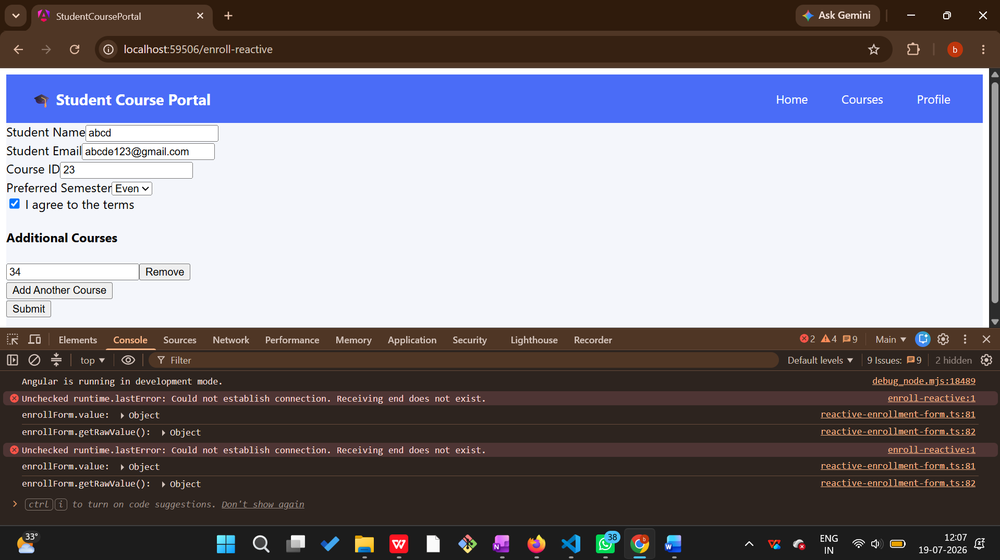 StudentCoursePortal
Ask Gemini
localhost:59506/enroll-reactive
b
Student Course Portal
Home Courses Profile
Student Name abcd
Student Email abcde123@gmail.com
Course ID 23
Preferred Semester Even
I agree to the terms
Additional Courses
34 Remove
Add Another Course
Submit
Elements Console Sources Network Performance Memory Application Security Lighthouse Recorder 2 4 9 Main
top Filter Default levels 9 Issues: 9 2 hidden
Angular is running in development mode. debug_node.mjs:18489
Unchecked runtime.lastError: Could not establish connection. Receiving end does not exist. enroll-reactive:1
enrollForm.value: Object reactive-enrollment-form.ts:81
enrollForm.getRawValue(): Object reactive-enrollment-form.ts:82
Unchecked runtime.lastError: Could not establish connection. Receiving end does not exist. enroll-reactive:1
enrollForm.value: Object reactive-enrollment-form.ts:81
enrollForm.getRawValue(): Object reactive-enrollment-form.ts:82
ctrl i to turn on code suggestions. Don't show again
33°
38
ENG
IN
12:07
19-07-2026